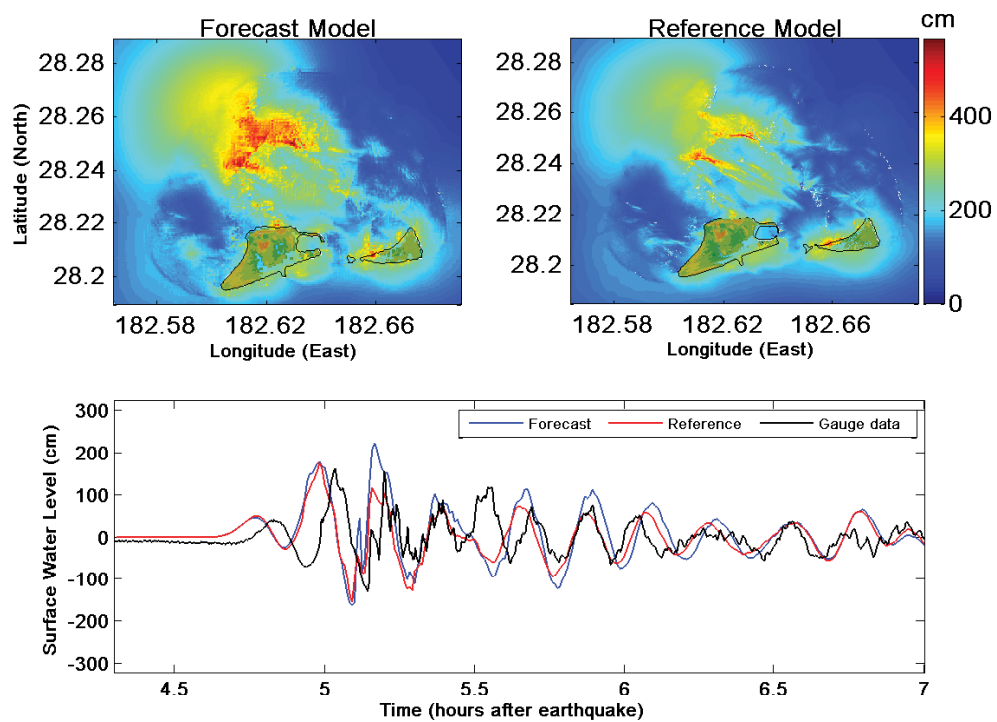 Forecast Model
Reference Model
cm
Latitude (North)
28.28
28.26
28.24
28.22
28.2
182.58
182.62
182.66
Longitude (East)
28.28
28.26
28.24
28.22
28.2
182.58
182.62
182.66
Longitude (East)
400
200
0
Surface Water Level (cm)
300
200
100
0
-100
-200
-300
Forecast
Reference
Gauge data
4.5
5
5.5
6
6.5
7
Time (hours after earthquake)